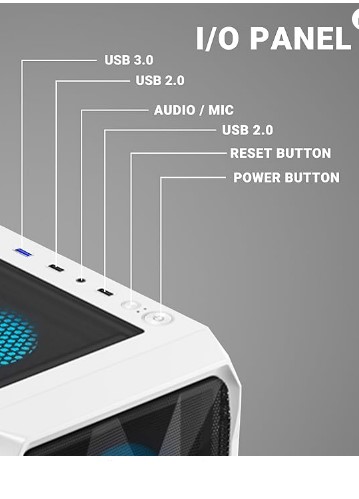 I/O PANEL
USB 3.0
USB 2.0
AUDIO / MIC
USB 2.0
RESET BUTTON
POWER BUTTON